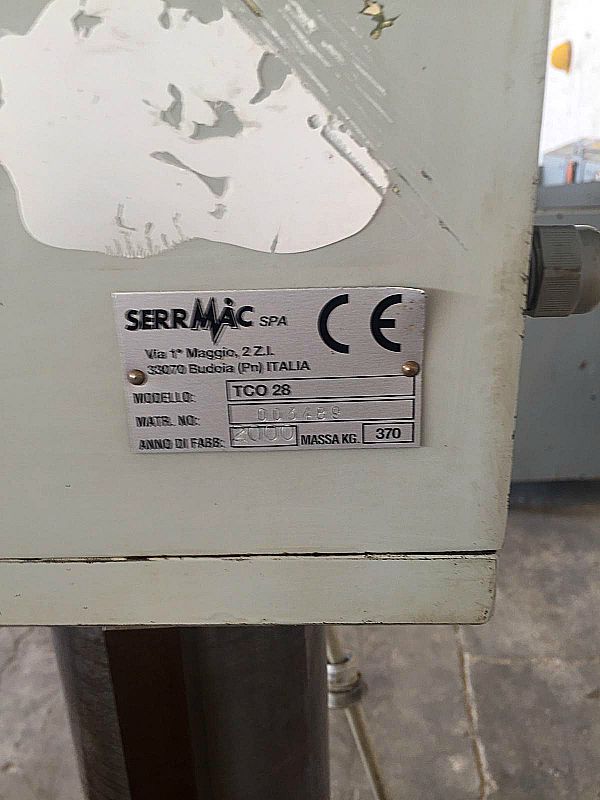 SERRMAC SPA CE
Via 1° Maggio, 2 Z.I.
33070 Budoia (Pn) ITALIA
MODELLO: TCO 28
MATR. NO:
ANNO DI FABB: 2000 MASSA KG. 370